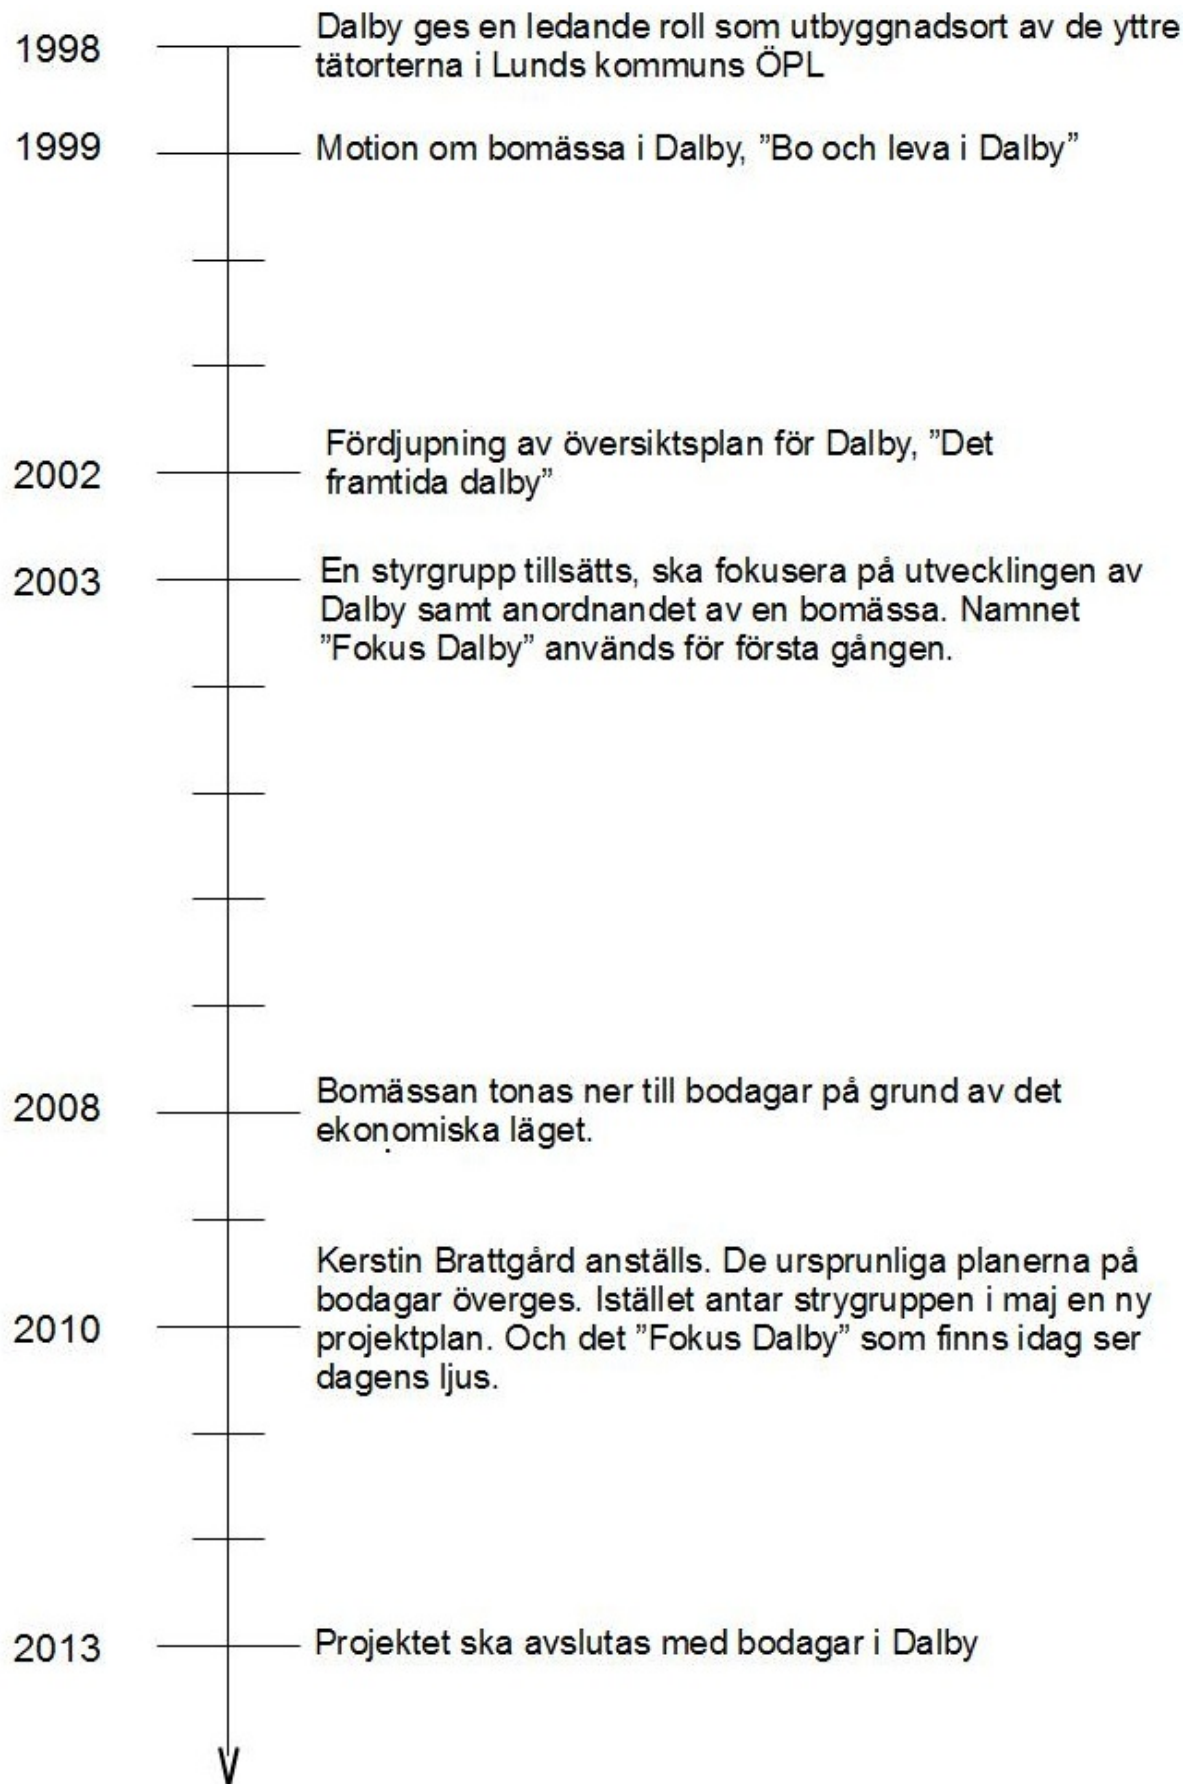 1998
Dalby ges en ledande roll som utbyggnadsort av de yttre
tätorterna i Lunds kommuns ÖPL
1999
Motion om bomässa i Dalby, ”Bo och leva i Dalby”
2002
Fördjupning av översiktsplan för Dalby, ”Det
framtida dalby”
2003
En styrgrupp tillsätts, ska fokusera på utvecklingen av
Dalby samt anordnandet av en bomässa. Namnet
”Fokus Dalby” används för första gången.
2008
Bomässan tonas ner till bodagar på grund av det
ekonomiska läget.
2010
Kerstin Brattgård anställs. De ursprunliga planerna på
bodagar överges. Istället antar strygruppen i maj en ny
projektplan. Och det ”Fokus Dalby” som finns idag ser
dagens ljus.
2013
Projektet ska avslutas med bodagar i Dalby